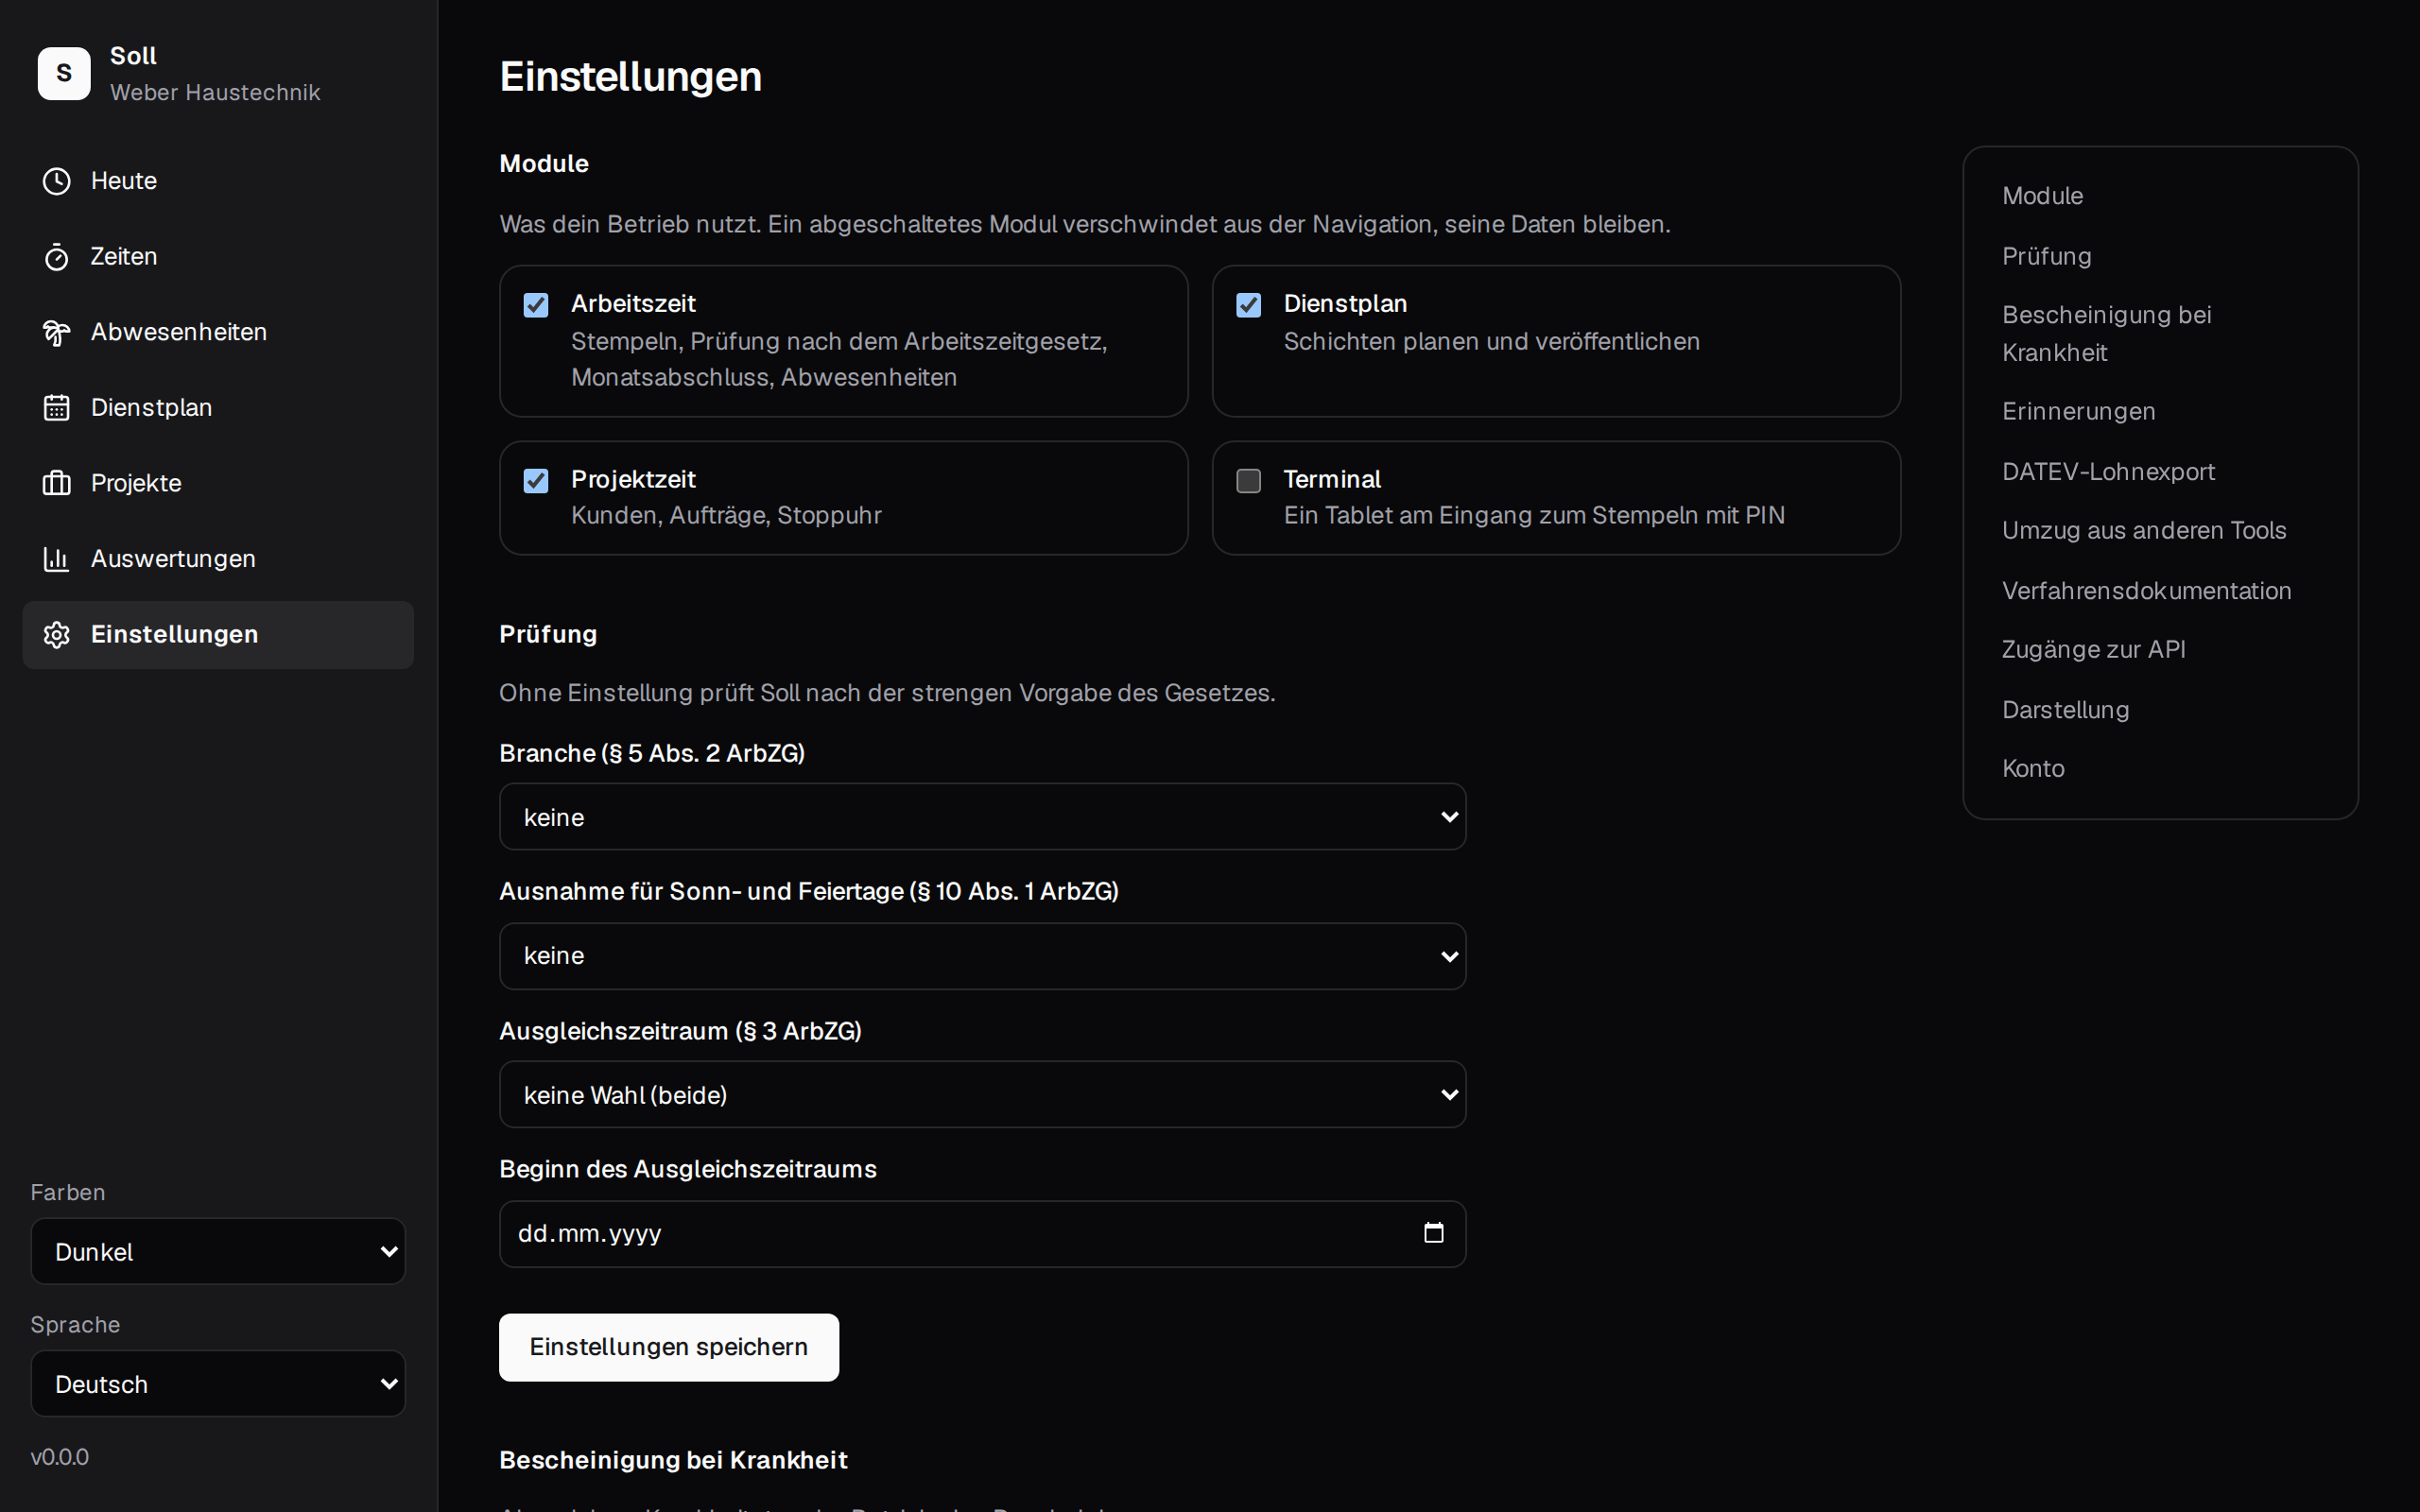 S
Soll
Weber Haustechnik
Heute
Zeiten
Abwesenheiten
Dienstplan
Projekte
Auswertungen
Einstellungen
Farben
Dunkel
Sprache
Deutsch
v0.0.0
Einstellungen
Module
Was dein Betrieb nutzt. Ein abgeschaltetes Modul verschwindet aus der Navigation, seine Daten bleiben.
Arbeitszeit
Stempeln, Prüfung nach dem Arbeitszeitgesetz,
Monatsabschluss, Abwesenheiten
Dienstplan
Schichten planen und veröffentlichen
Projektzeit
Kunden, Aufträge, Stoppuhr
Terminal
Ein Tablet am Eingang zum Stempeln mit PIN
Prüfung
Ohne Einstellung prüft Soll nach der strengen Vorgabe des Gesetzes.
Branche (§ 5 Abs. 2 ArbZG)
keine
Ausnahme für Sonn- und Feiertage (§ 10 Abs. 1 ArbZG)
keine
Ausgleichszeitraum (§ 3 ArbZG)
keine Wahl (beide)
Beginn des Ausgleichszeitraums
dd.mm.yyyy
Einstellungen speichern
Bescheinigung bei Krankheit
Module
Prüfung
Bescheinigung bei
Krankheit
Erinnerungen
DATEV-Lohnexport
Umzug aus anderen Tools
Verfahrensdokumentation
Zugänge zur API
Darstellung
Konto